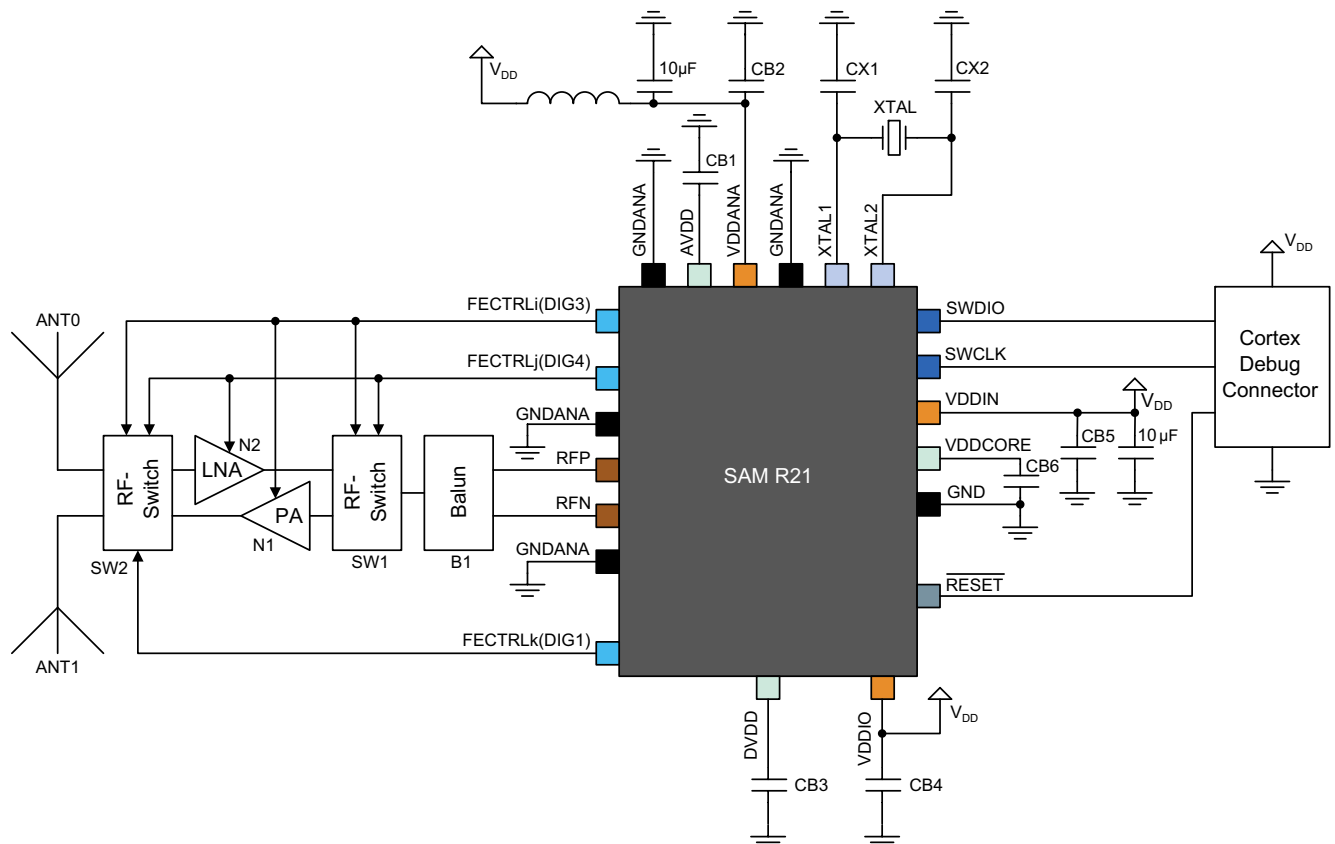 10µF
CB2
CX1
CX2
VDD
XTAL
CB1
GNDANA
AVDD
VDDANA
GNDANA
XTAL1
XTAL2
VDD
FECTRLi(DIG3)
SWDIO
ANT0
Cortex
Debug
Connector
FECTRLj(DIG4)
SWCLK
VDDIN
VDD
GNDANA
CB5
10 µF
N2
VDDCORE
RFP
CB6
LNA
RF-
Switch
RF-
Switch
Balun
SAM R21
GND
RFN
PA
N1
GNDANA
SW2
SW1
B1
RESET
FECTRLk(DIG1)
ANT1
DVDD
VDDIO
VDD
CB3
CB4